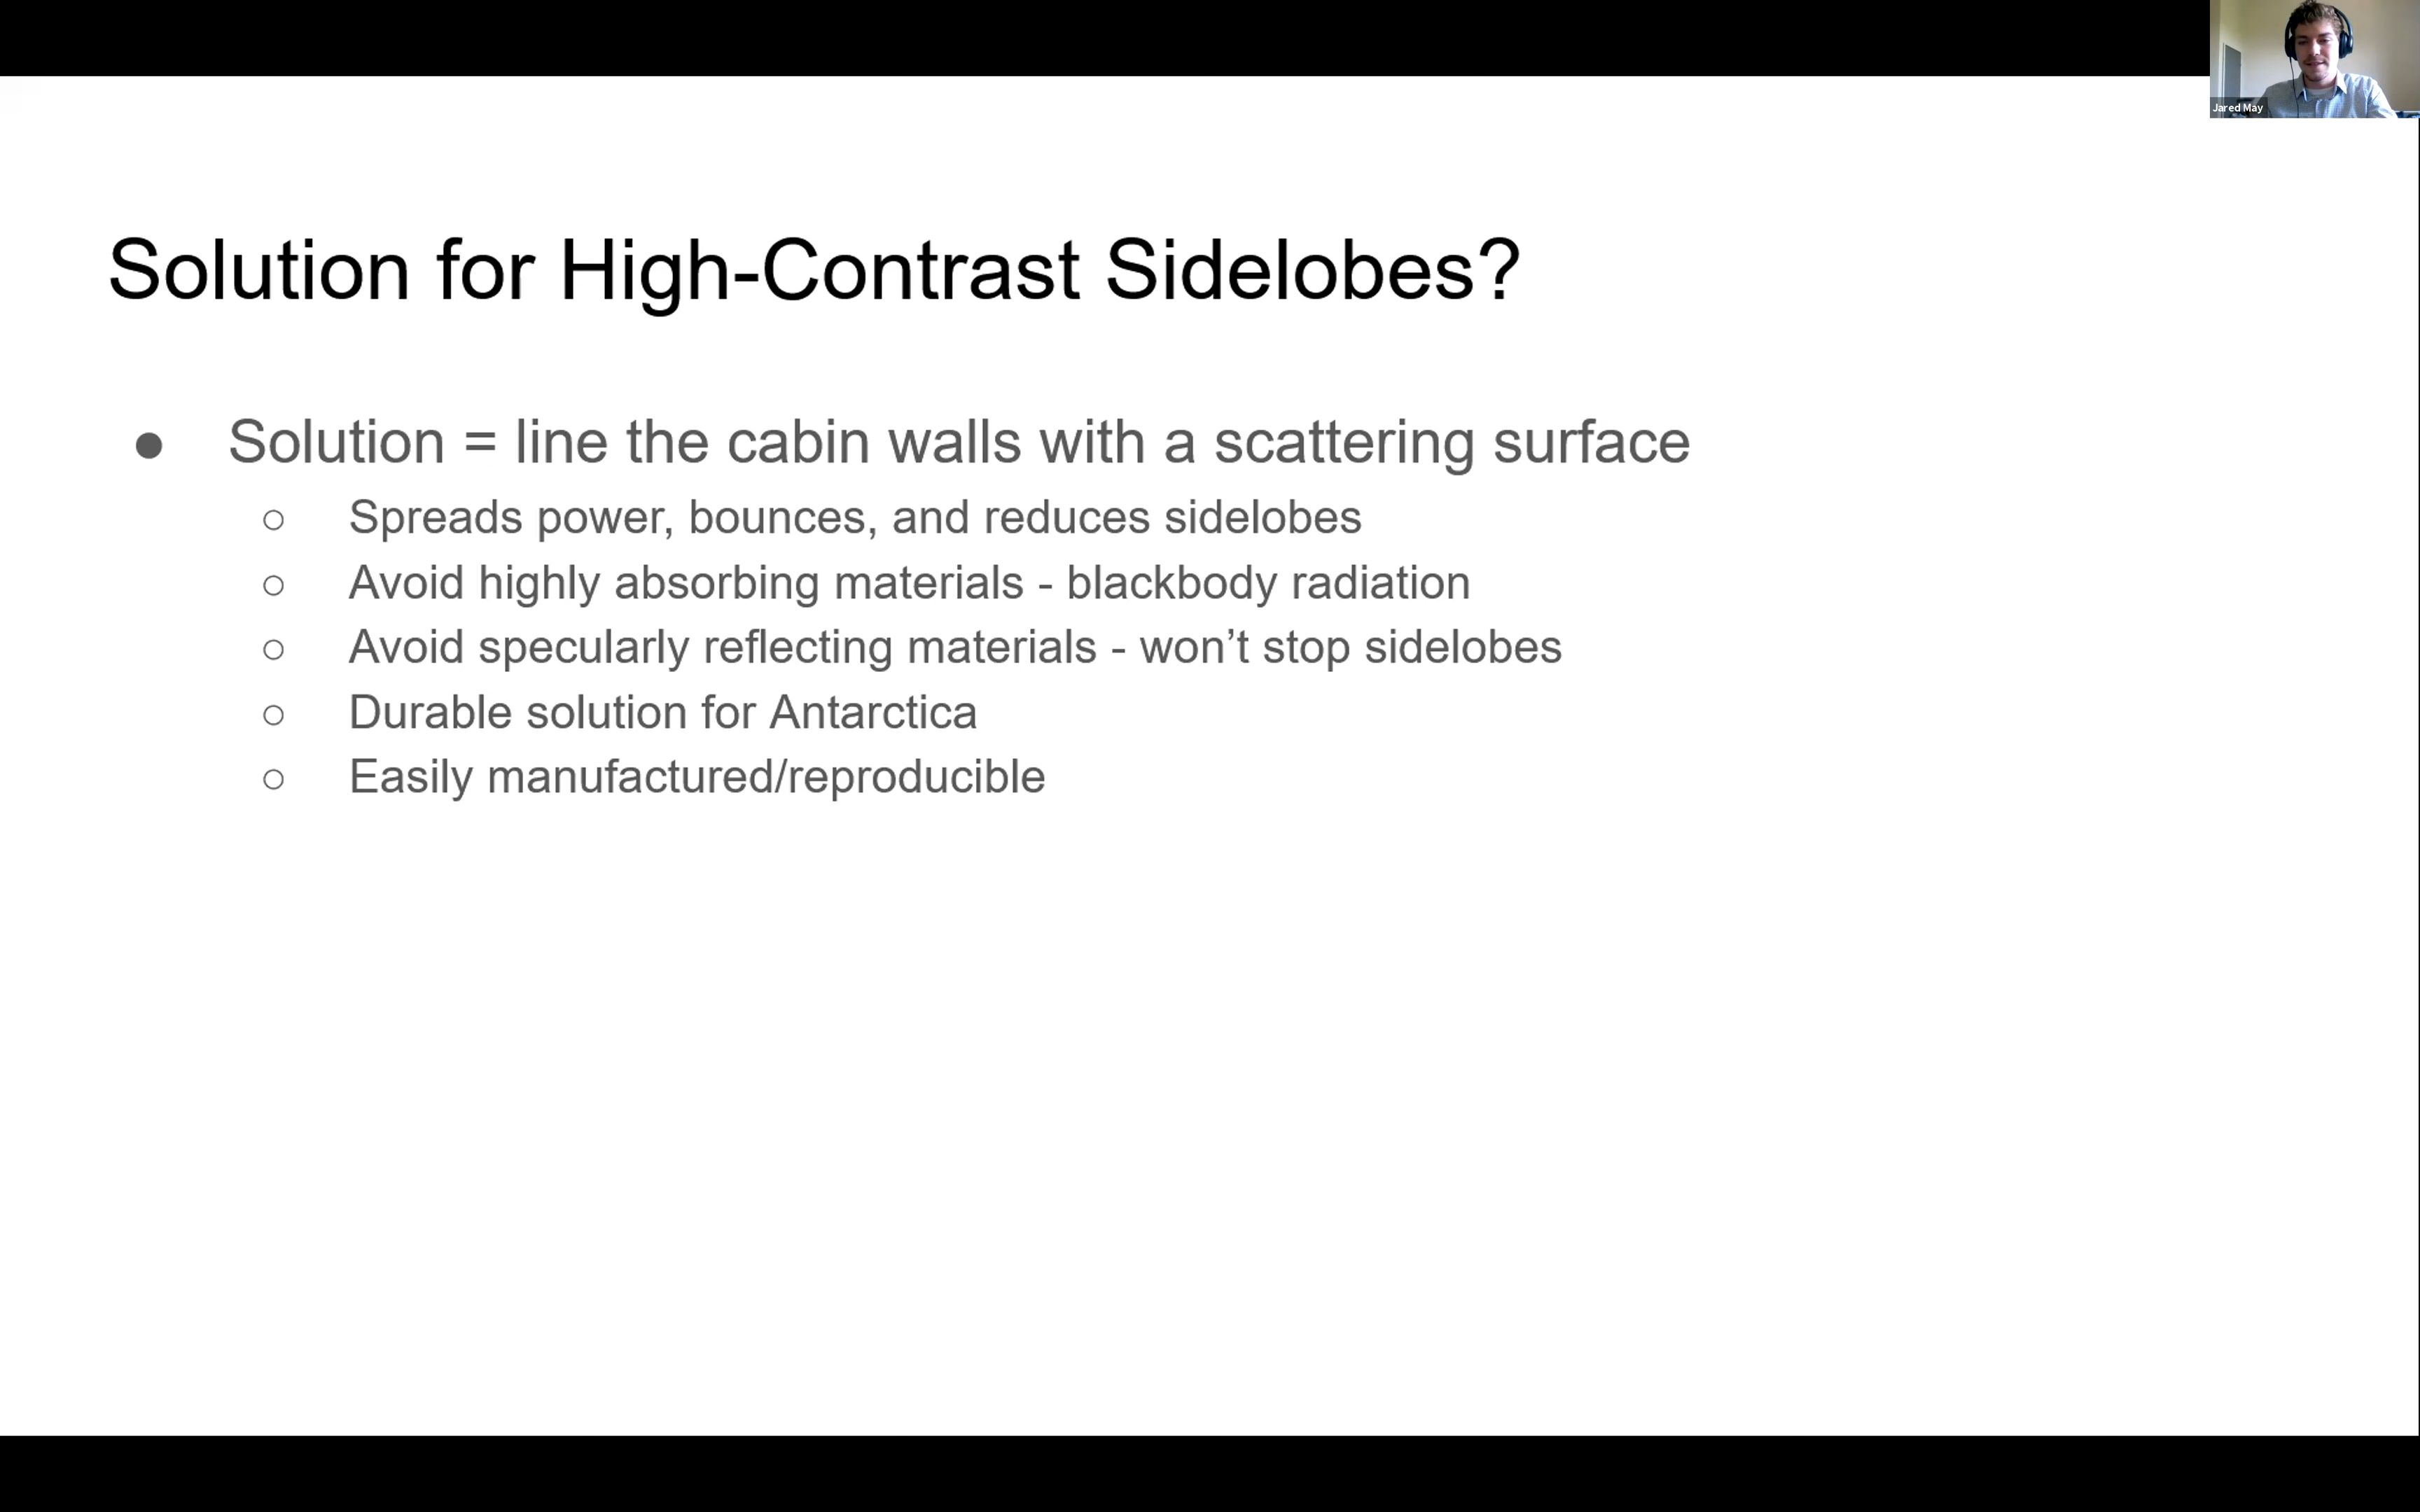 Jared May
Solution for High-Contrast Sidelobes?
● Solution = line the cabin walls with a scattering surface
○ Spreads power, bounces, and reduces sidelobes
○ Avoid highly absorbing materials - blackbody radiation
○ Avoid specularly reflecting materials - won’t stop sidelobes
○ Durable solution for Antarctica
○ Easily manufactured/reproducible